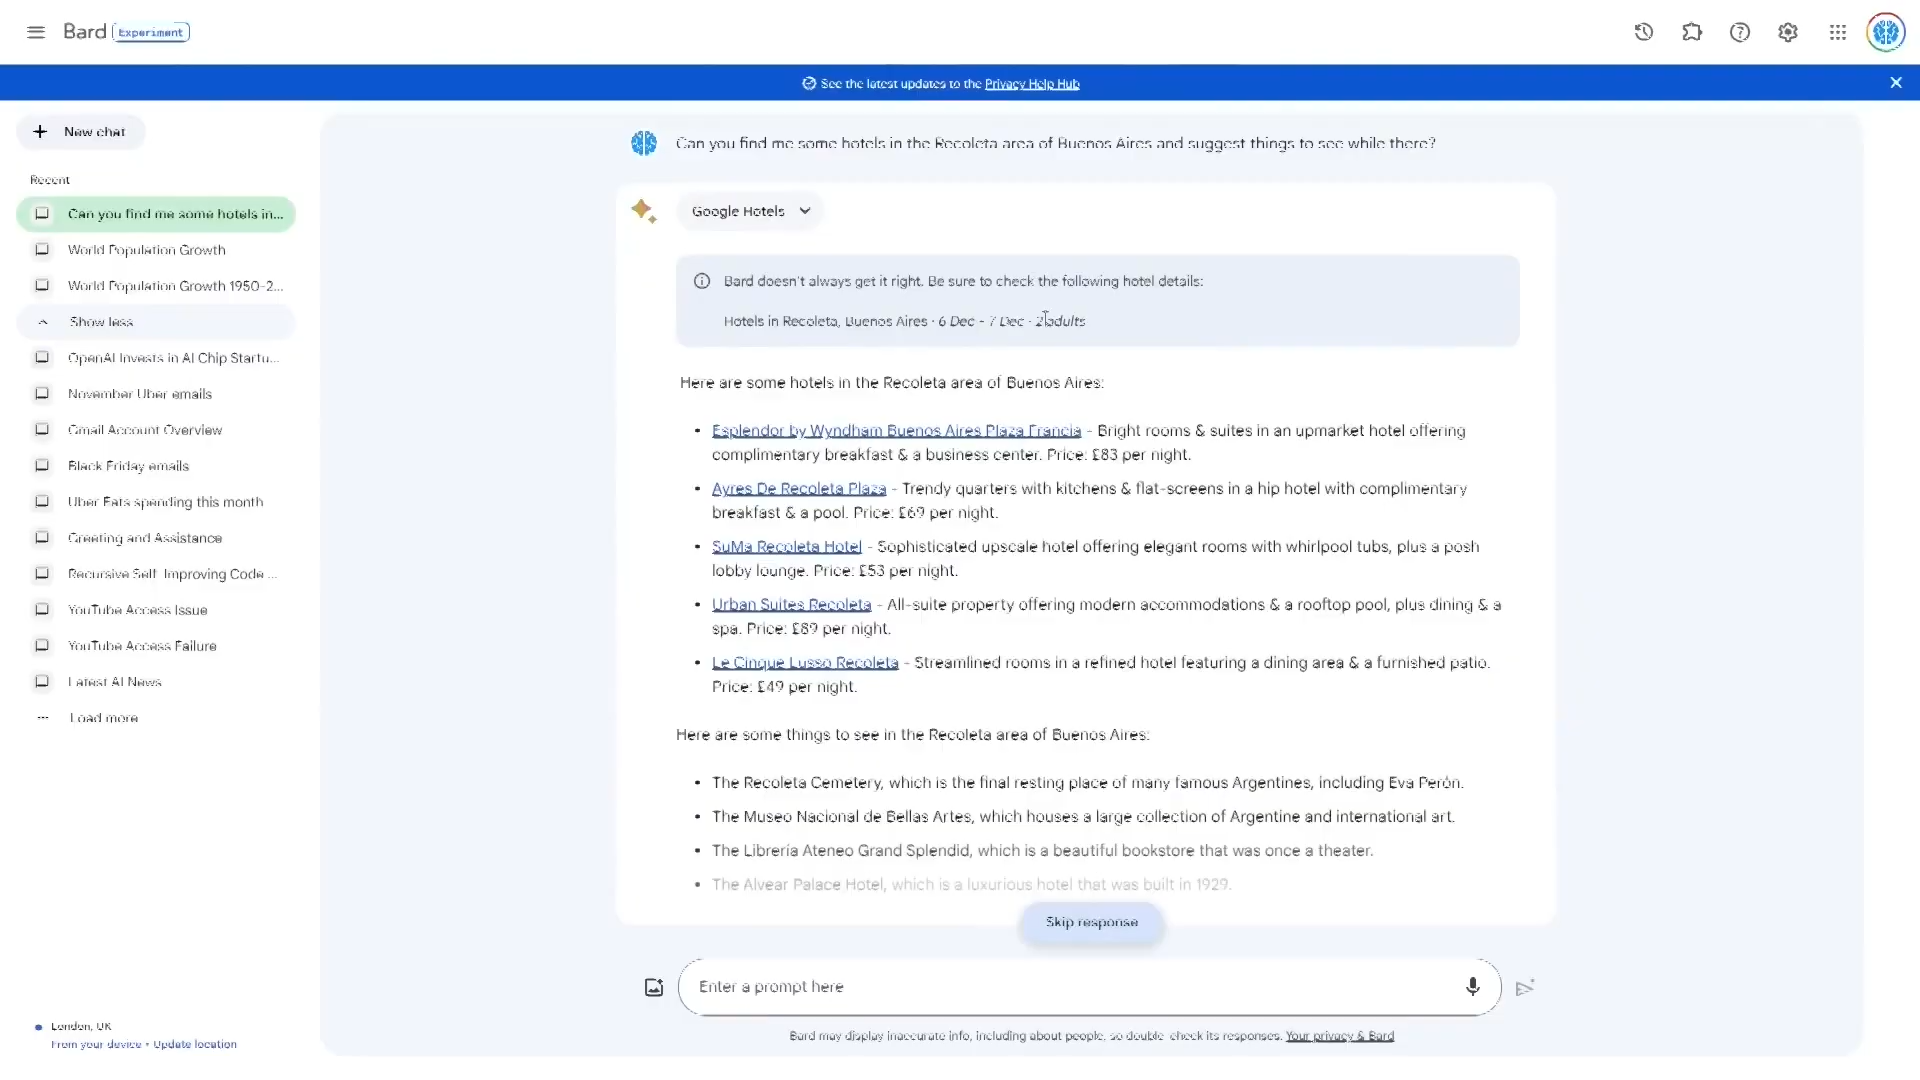 Bard Experiment
See the latest updates to the Privacy Help Hub
New chat
Recent
Can you find me some hotels in...
World Population Growth
World Population Growth 1950-2...
Show less
OpenAI Invests in AI Chip Startu...
November Uber emails
Gmail Account Overview
Black Friday emails
Uber Eats spending this month
Greeting and Assistance
Recursive Self-Improving Code ...
YouTube Access Issue
YouTube Access Failure
Latest AI News
Load more
London, UK
From your device • Update location
Can you find me some hotels in the Recoleta area of Buenos Aires and suggest things to see while there?
Google Hotels
Bard doesn't always get it right. Be sure to check the following hotel details:
Hotels in Recoleta, Buenos Aires · 6 Dec - 7 Dec · 2 adults
Here are some hotels in the Recoleta area of Buenos Aires:
• Esplendor by Wyndham Buenos Aires Plaza Francia - Bright rooms & suites in an upmarket hotel offering
complimentary breakfast & a business center. Price: £83 per night.
• Ayres De Recoleta Plaza - Trendy quarters with kitchens & flat-screens in a hip hotel with complimentary
breakfast & a pool. Price: £69 per night.
• SuMa Recoleta Hotel - Sophisticated upscale hotel offering elegant rooms with whirlpool tubs, plus a posh
lobby lounge. Price: £53 per night.
• Urban Suites Recoleta - All-suite property offering modern accommodations & a rooftop pool, plus dining & a
spa. Price: £89 per night.
• Le Cinque Lusso Recoleta - Streamlined rooms in a refined hotel featuring a dining area & a furnished patio.
Price: £49 per night.
Here are some things to see in the Recoleta area of Buenos Aires:
• The Recoleta Cemetery, which is the final resting place of many famous Argentines, including Eva Perón.
• The Museo Nacional de Bellas Artes, which houses a large collection of Argentine and international art.
• The Librería Ateneo Grand Splendid, which is a beautiful bookstore that was once a theater.
• The Alvear Palace Hotel, which is a luxurious hotel that was built in 1929.
Skip response
Enter a prompt here
Bard may display inaccurate info, including about people, so double-check its responses. Your privacy & Bard